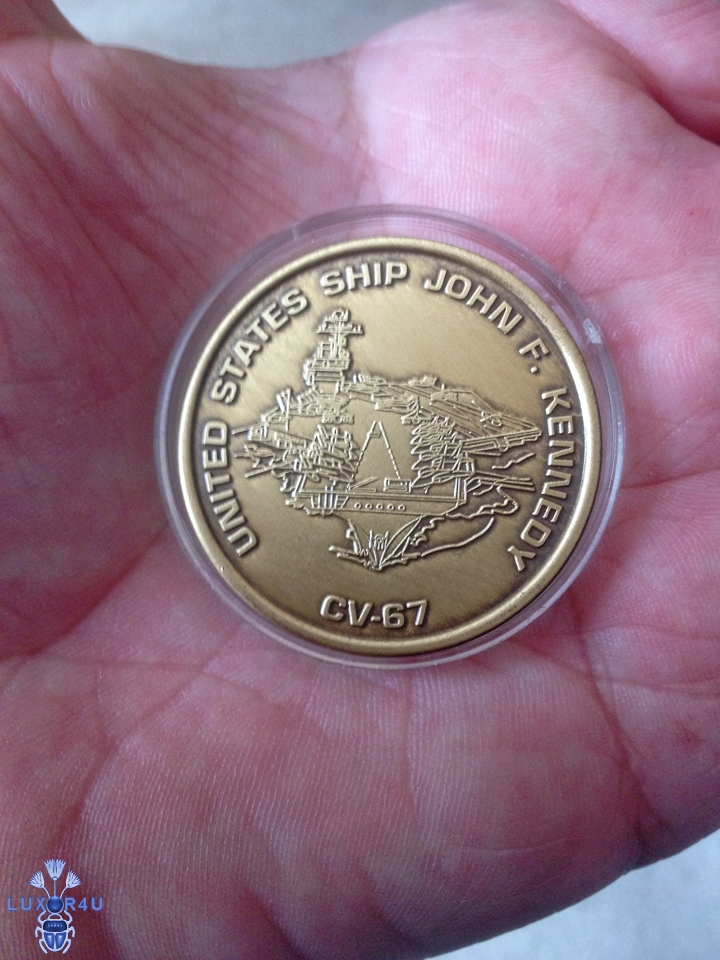 UNITED STATES SHIP JOHN F. KENNEDY
CV-67
LUXOR4U